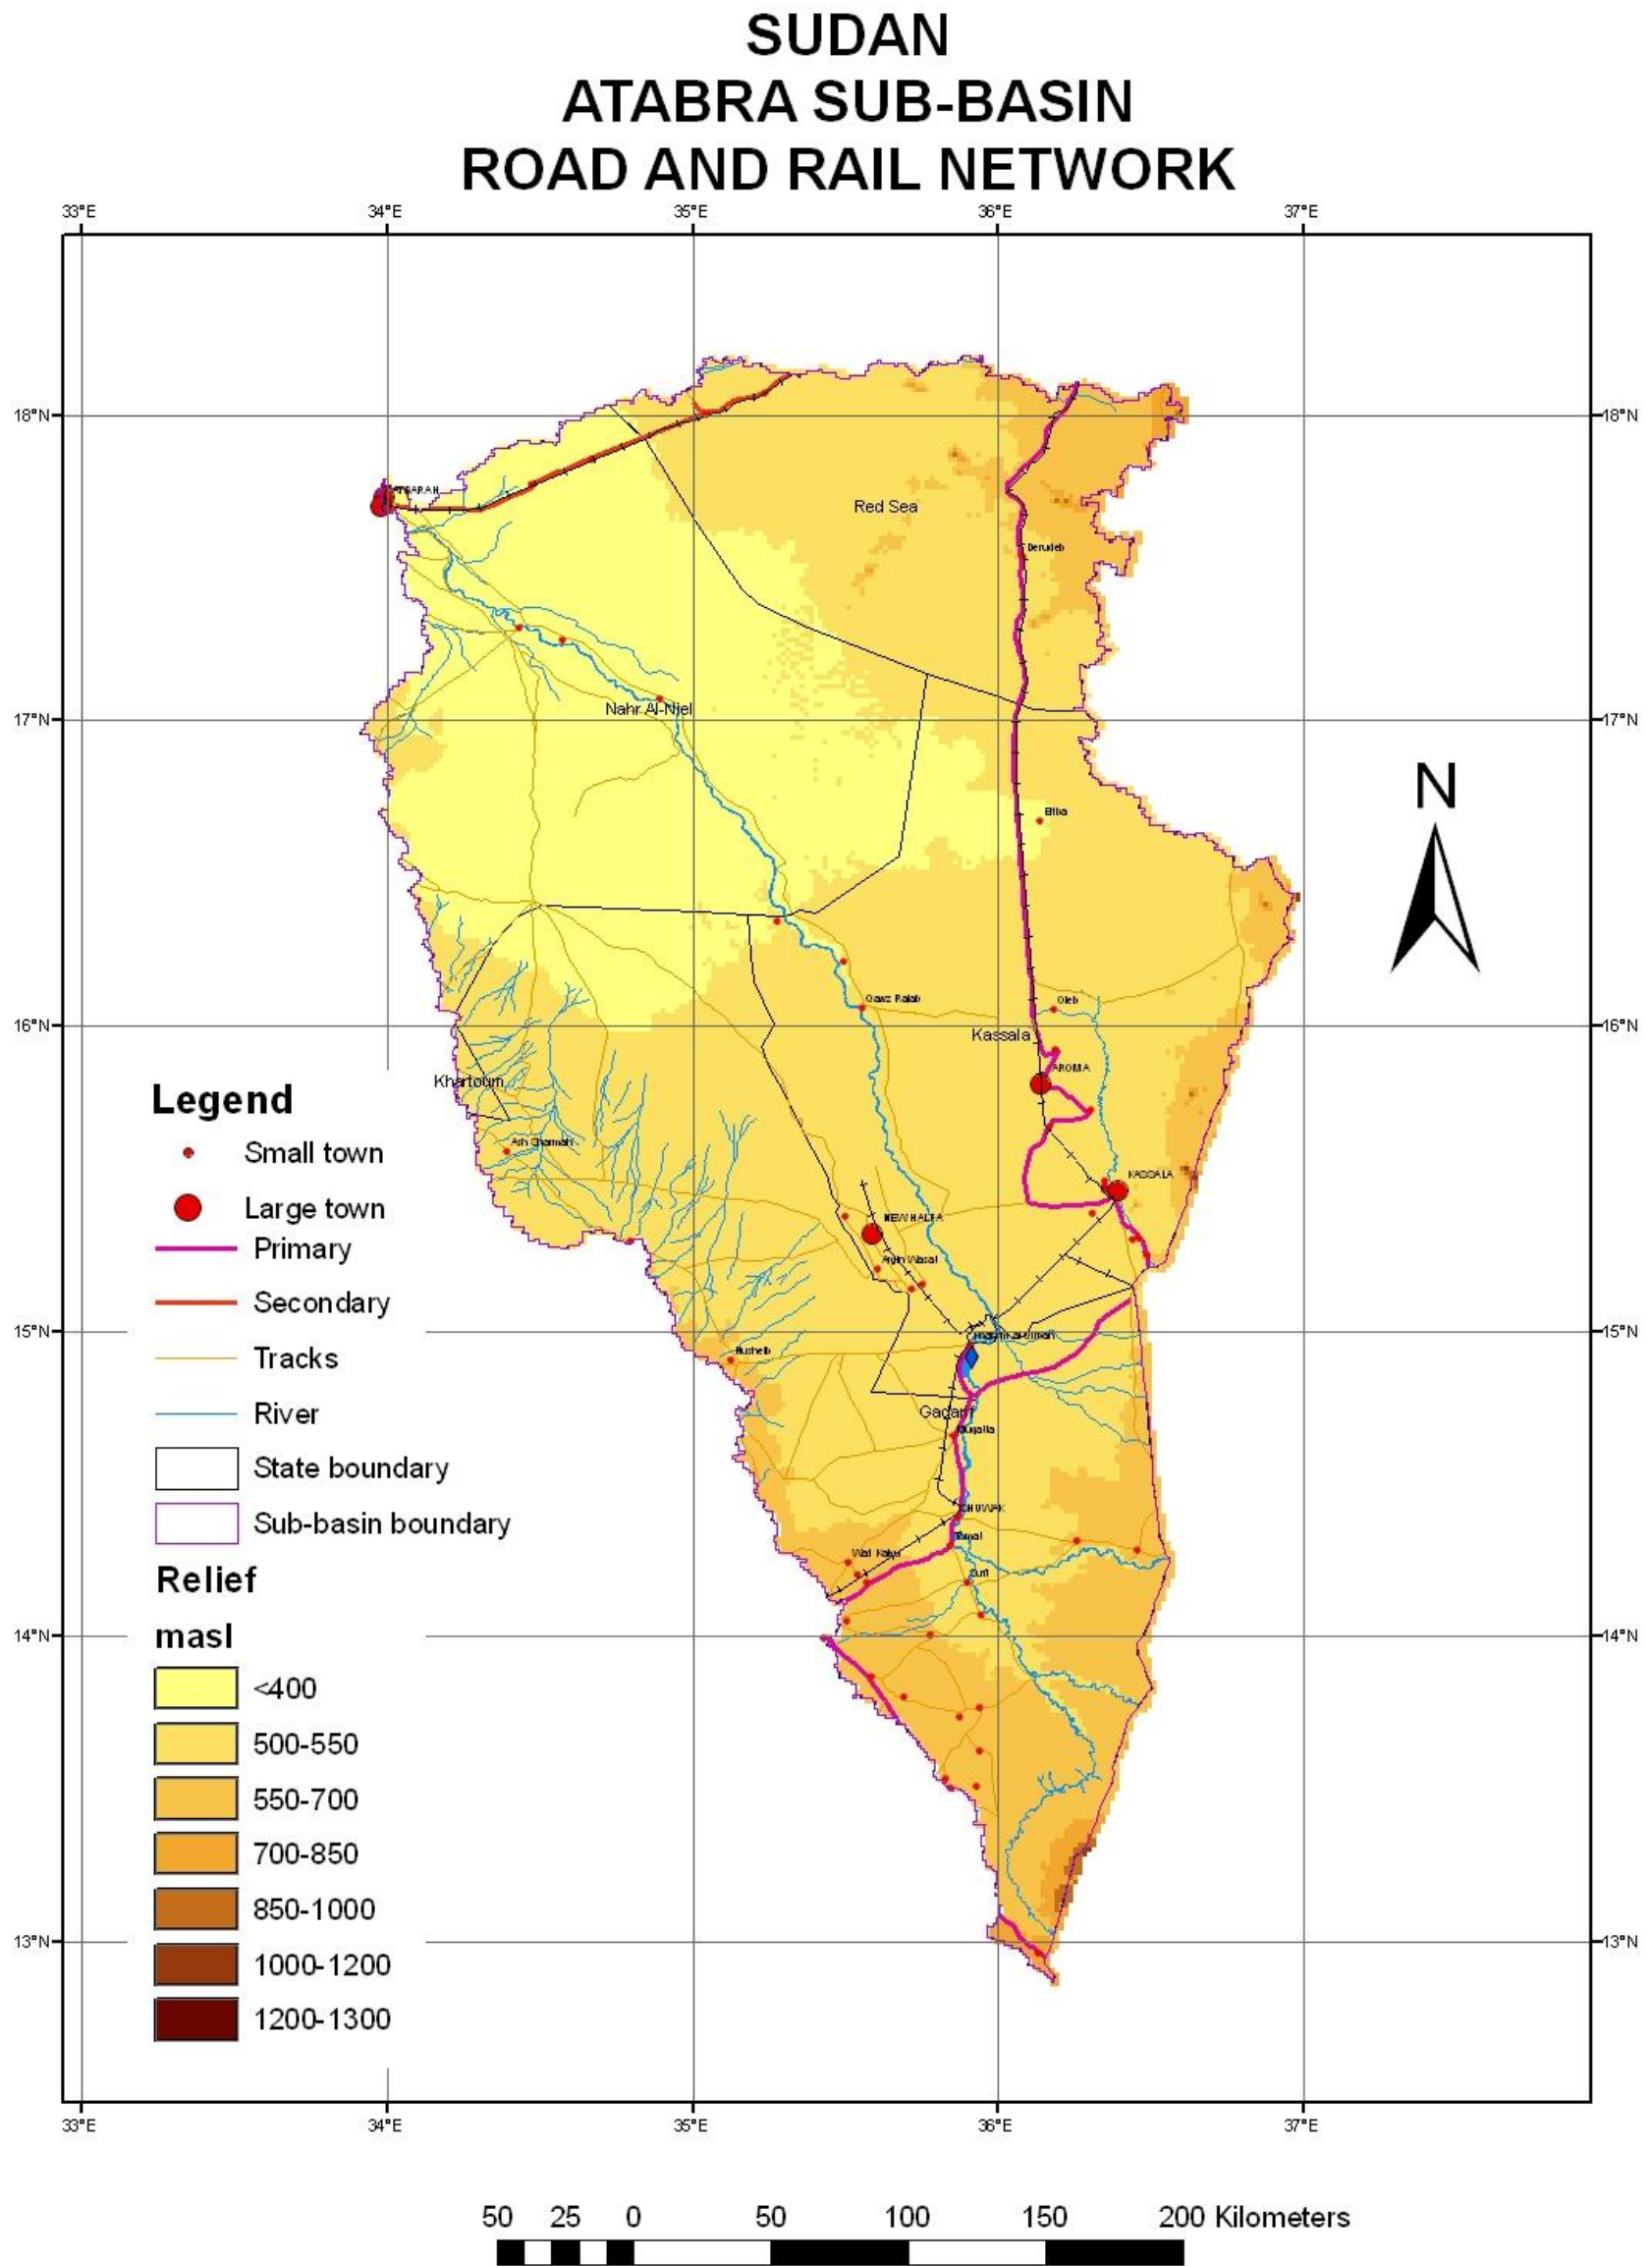 SUDAN
ATABRA SUB-BASIN
ROAD AND RAIL NETWORK
33°E 34°E 35°E 36°E 37°E
18°N 18°N
ATBARAH
Red Sea
Derudeb
Nahr Al-Niel
17°N 17°N
N
Eriba
Qawz Rajab
Oleb
16°N 16°N
Kassala
AROMA
Khartoum
Legend
Small town
Large town
Primary
Secondary
Tracks
River
State boundary
Sub-basin boundary
KASSALA
NEW HALFA
15°N 15°N
Gadarif
Relief
masl
14°N 14°N
<400
500-550
550-700
700-850
850-1000
1000-1200
1200-1300
13°N 13°N
33°E 34°E 35°E 36°E 37°E
50 25 0 50 100 150 200 Kilometers